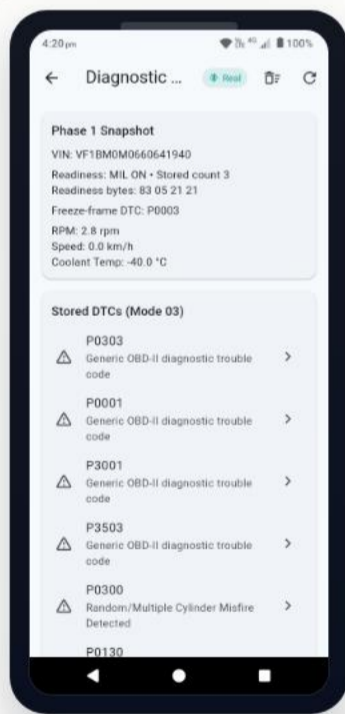 4:20 pm
4G 100%
Diagnostic ... Real
Phase 1 Snapshot
VIN: VF1BM0M0660641940
Readiness: MIL ON • Stored count 3
Readiness bytes: 83 05 21 21
Freeze-frame DTC: P0003
RPM: 2.8 rpm
Speed: 0.0 km/h
Coolant Temp: -40.0 °C
Stored DTCs (Mode 03)
P0303
Generic OBD-II diagnostic trouble
code
P0001
Generic OBD-II diagnostic trouble
code
P3001
Generic OBD-II diagnostic trouble
code
P3503
Generic OBD-II diagnostic trouble
code
P0300
Random/Multiple Cylinder Misfire
Detected
P0130